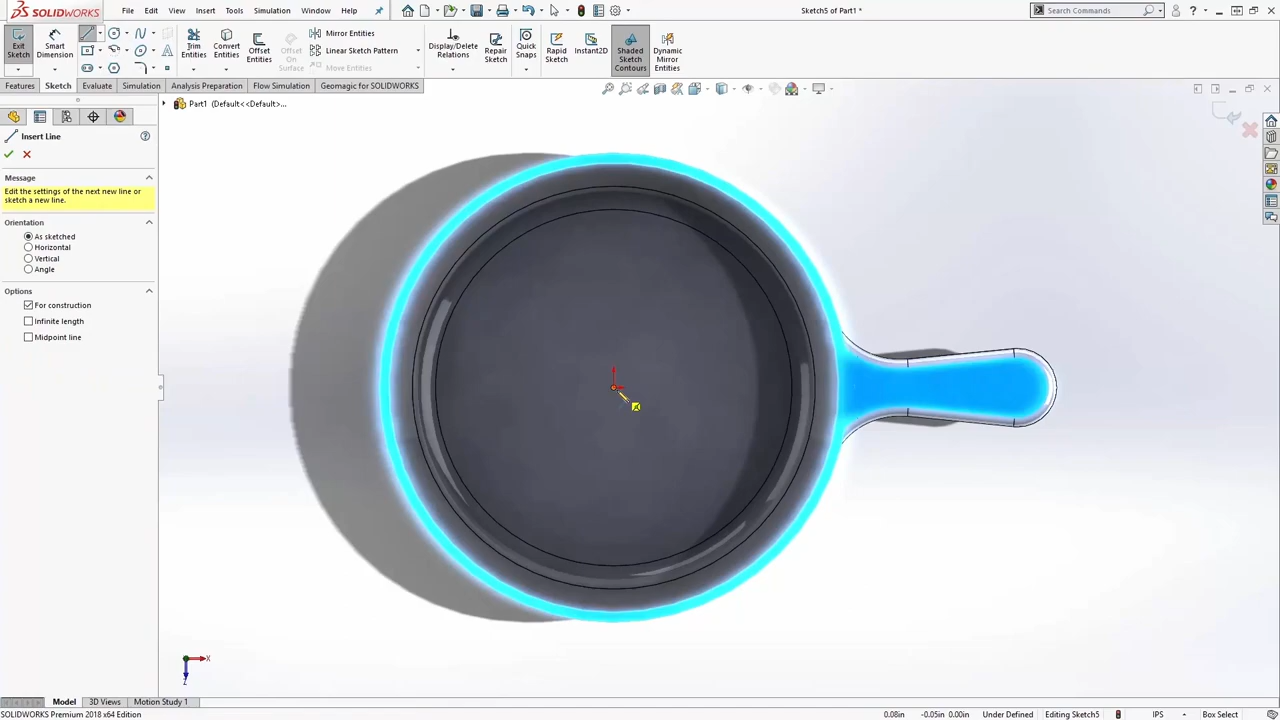 SOLIDWORKS
File Edit View Insert Tools Simulation Window Help
Sketch5 of Part1 *
Search Commands
Exit Sketch
Smart Dimension
Trim Entities
Convert Entities
Offset Entities
Offset On Surface
Mirror Entities
Linear Sketch Pattern
Move Entities
Display/Delete Relations
Repair Sketch
Quick Snaps
Rapid Sketch
Instant2D
Shaded Sketch Contours
Dynamic Mirror Entities
Features Sketch Evaluate Simulation Analysis Preparation Flow Simulation Geomagic for SOLIDWORKS
Part1 (Default<<Default>...
Insert Line
Message
Edit the settings of the next new line or
sketch a new line.
Orientation
As sketched
Horizontal
Vertical
Angle
Options
For construction
Infinite length
Midpoint line
X
Z
Model 3D Views Motion Study 1
SOLIDWORKS Premium 2018 x64 Edition
0.08in -0.05in 0.00in Under Defined Editing Sketch5 IPS Box Select